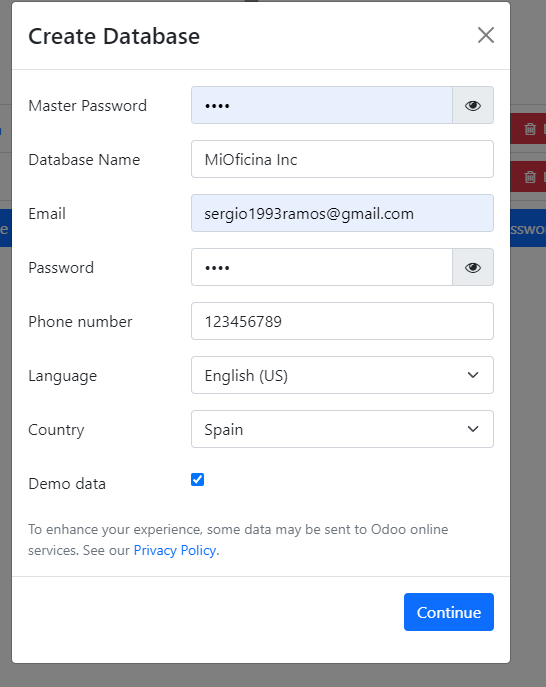 Create Database
Master Password ••••
Database Name MiOficina Inc
Email sergio1993ramos@gmail.com
Password ••••
Phone number 123456789
Language English (US)
Country Spain
Demo data
To enhance your experience, some data may be sent to Odoo online
services. See our Privacy Policy.
Continue